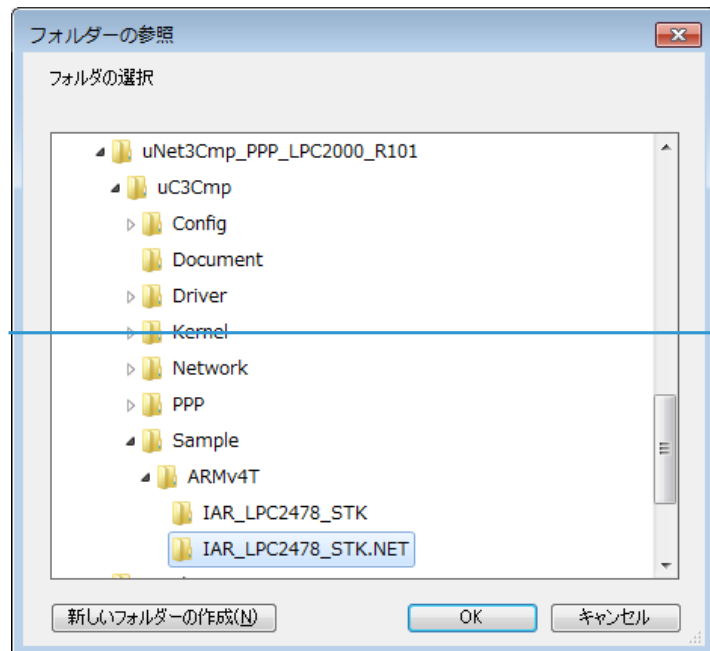 フォルダーの参照
フォルダの選択
uNet3Cmp_PPP_LPC2000_R101
uC3Cmp
Config
Document
Driver
Kernel
Network
PPP
Sample
ARMv4T
IAR_LPC2478_STK
IAR_LPC2478_STK.NET
新しいフォルダーの作成(N) OK キャンセル